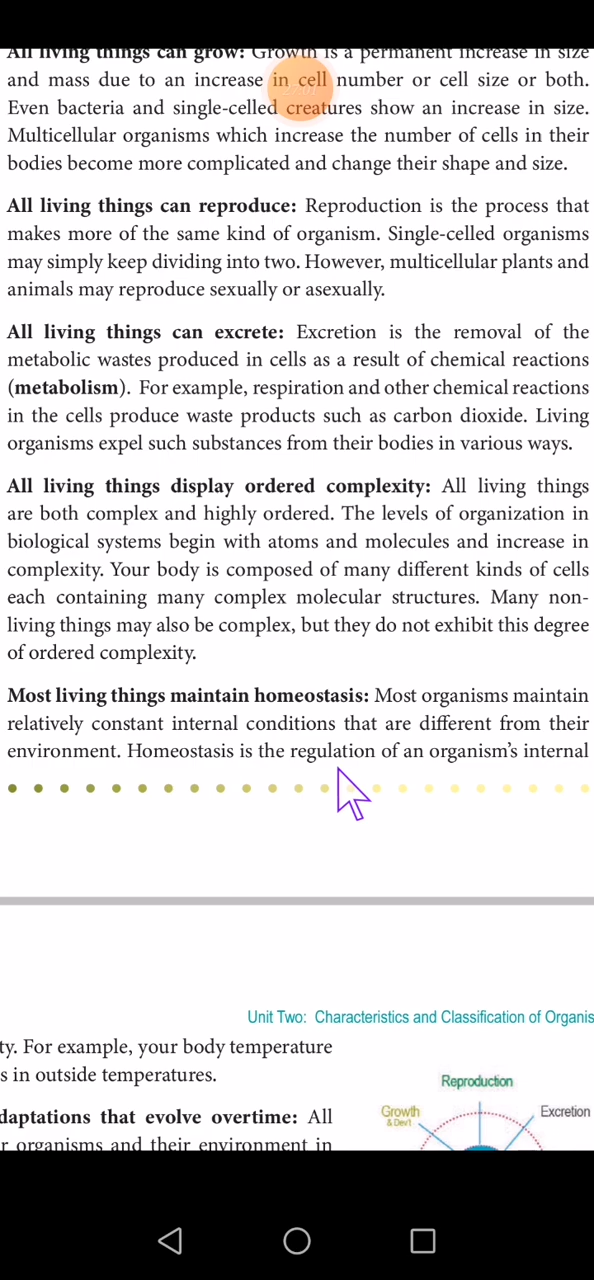 All living things can grow: Growth is a permanent increase in size
and mass due to an increase in cell number or cell size or both.
Even bacteria and single-celled creatures show an increase in size.
Multicellular organisms which increase the number of cells in their
bodies become more complicated and change their shape and size.
All living things can reproduce: Reproduction is the process that
makes more of the same kind of organism. Single-celled organisms
may simply keep dividing into two. However, multicellular plants and
animals may reproduce sexually or asexually.
All living things can excrete: Excretion is the removal of the
metabolic wastes produced in cells as a result of chemical reactions
(metabolism). For example, respiration and other chemical reactions
in the cells produce waste products such as carbon dioxide. Living
organisms expel such substances from their bodies in various ways.
All living things display ordered complexity: All living things
are both complex and highly ordered. The levels of organization in
biological systems begin with atoms and molecules and increase in
complexity. Your body is composed of many different kinds of cells
each containing many complex molecular structures. Many non-
living things may also be complex, but they do not exhibit this degree
of ordered complexity.
Most living things maintain homeostasis: Most organisms maintain
relatively constant internal conditions that are different from their
environment. Homeostasis is the regulation of an organism's internal
Unit Two: Characteristics and Classification of Organis
ty. For example, your body temperature
s in outside temperatures.
daptations that evolve overtime: All
r organisms and their environment in
Reproduction
Growth
& Dev't
Excretion